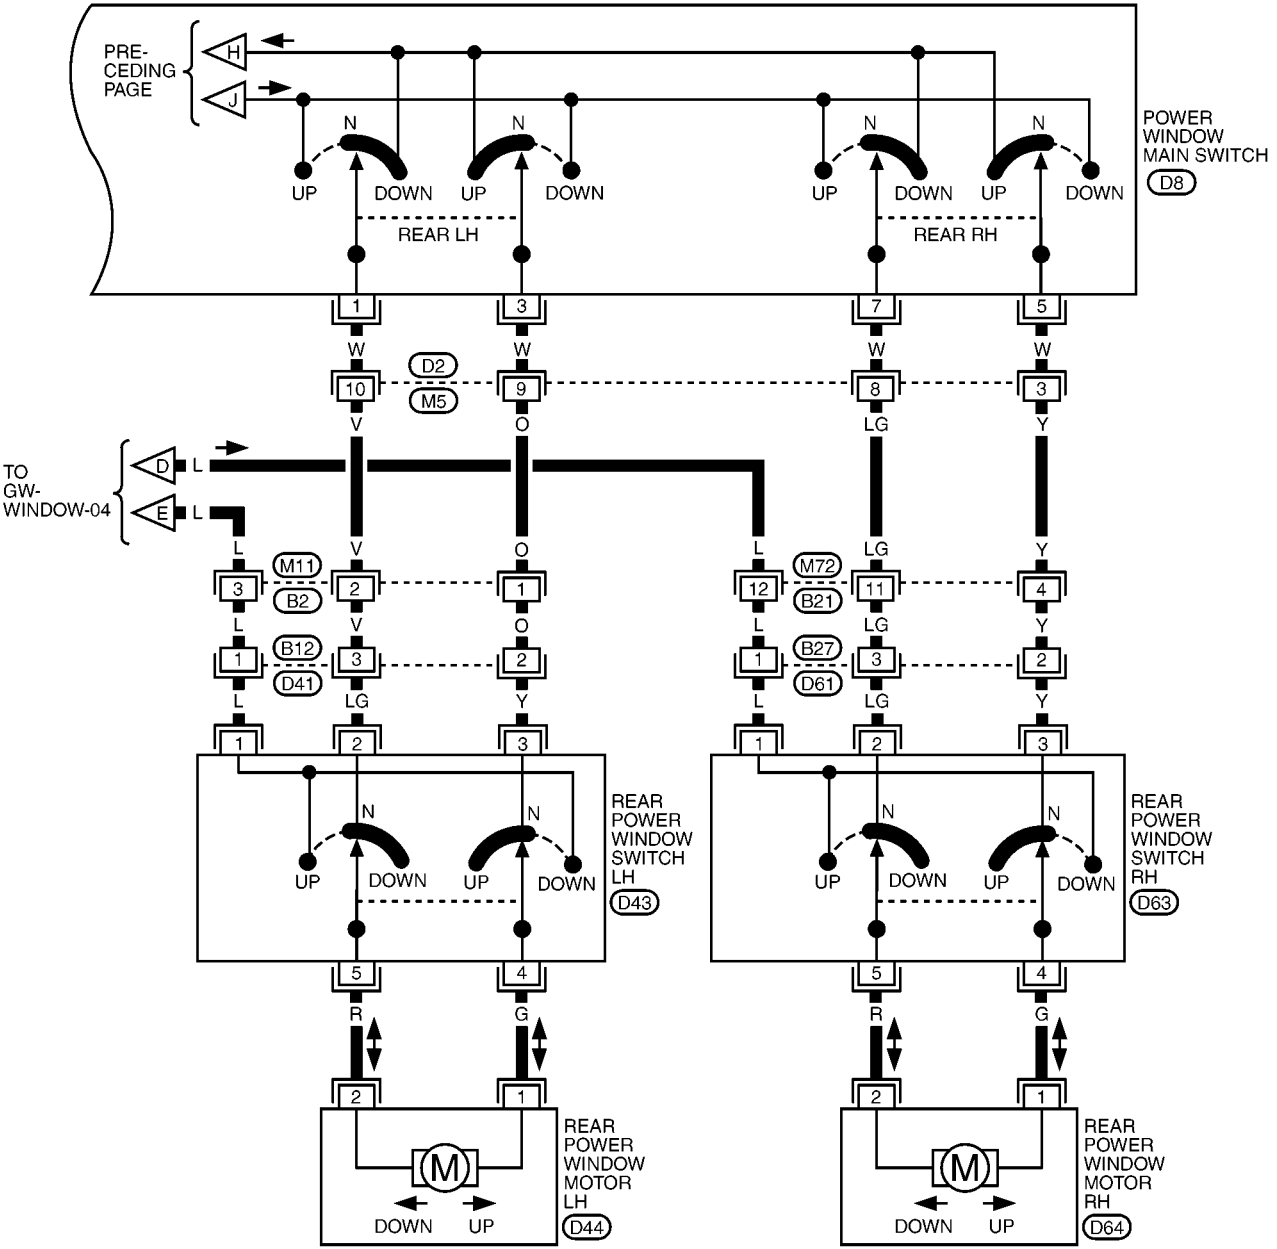 PRE-
CEDING
PAGE
H
J
N N N N
UP DOWN UP DOWN UP DOWN UP DOWN
REAR LH REAR RH
POWER
WINDOW
MAIN SWITCH
D8
1 3 7 5
W W W W
D2
10 9 8 3
M5
V O LG Y
TO
GW-
WINDOW-04
D L
E L
L V O L LG Y
M11 M72
3 2 1 12 11 4
B2 B21
L V O L LG Y
B12 B27
1 3 2 1 3 2
D41 D61
L LG Y L LG Y
1 2 3 1 2 3
N N N N
UP DOWN UP DOWN UP DOWN UP DOWN
REAR
POWER
WINDOW
SWITCH
LH
D43
REAR
POWER
WINDOW
SWITCH
RH
D63
5 4 5 4
R G R G
2 1 2 1
M M
DOWN UP DOWN UP
REAR
POWER
WINDOW
MOTOR
LH
D44
REAR
POWER
WINDOW
MOTOR
RH
D64